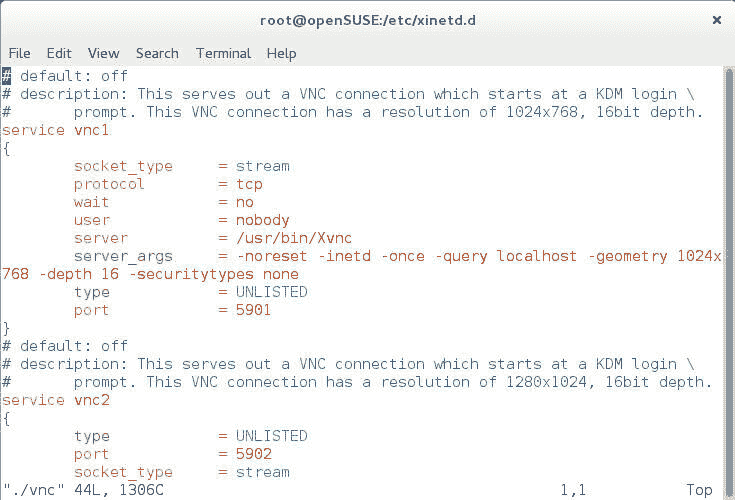 root@openSUSE:/etc/xinetd.d ×
File Edit View Search Terminal Help
# default: off
# description: This serves out a VNC connection which starts at a KDM login \
#       prompt. This VNC connection has a resolution of 1024x768, 16bit depth.
service vnc1
{
        socket_type     = stream
        protocol        = tcp
        wait            = no
        user            = nobody
        server          = /usr/bin/Xvnc
        server_args     = -noreset -inetd -once -query localhost -geometry 1024x
768 -depth 16 -securitytypes none
        type            = UNLISTED
        port            = 5901
}
# default: off
# description: This serves out a VNC connection which starts at a KDM login \
#       prompt. This VNC connection has a resolution of 1280x1024, 16bit depth.
service vnc2
{
        type            = UNLISTED
        port            = 5902
        socket_type     = stream
"./vnc" 44L, 1306C 1,1 Top